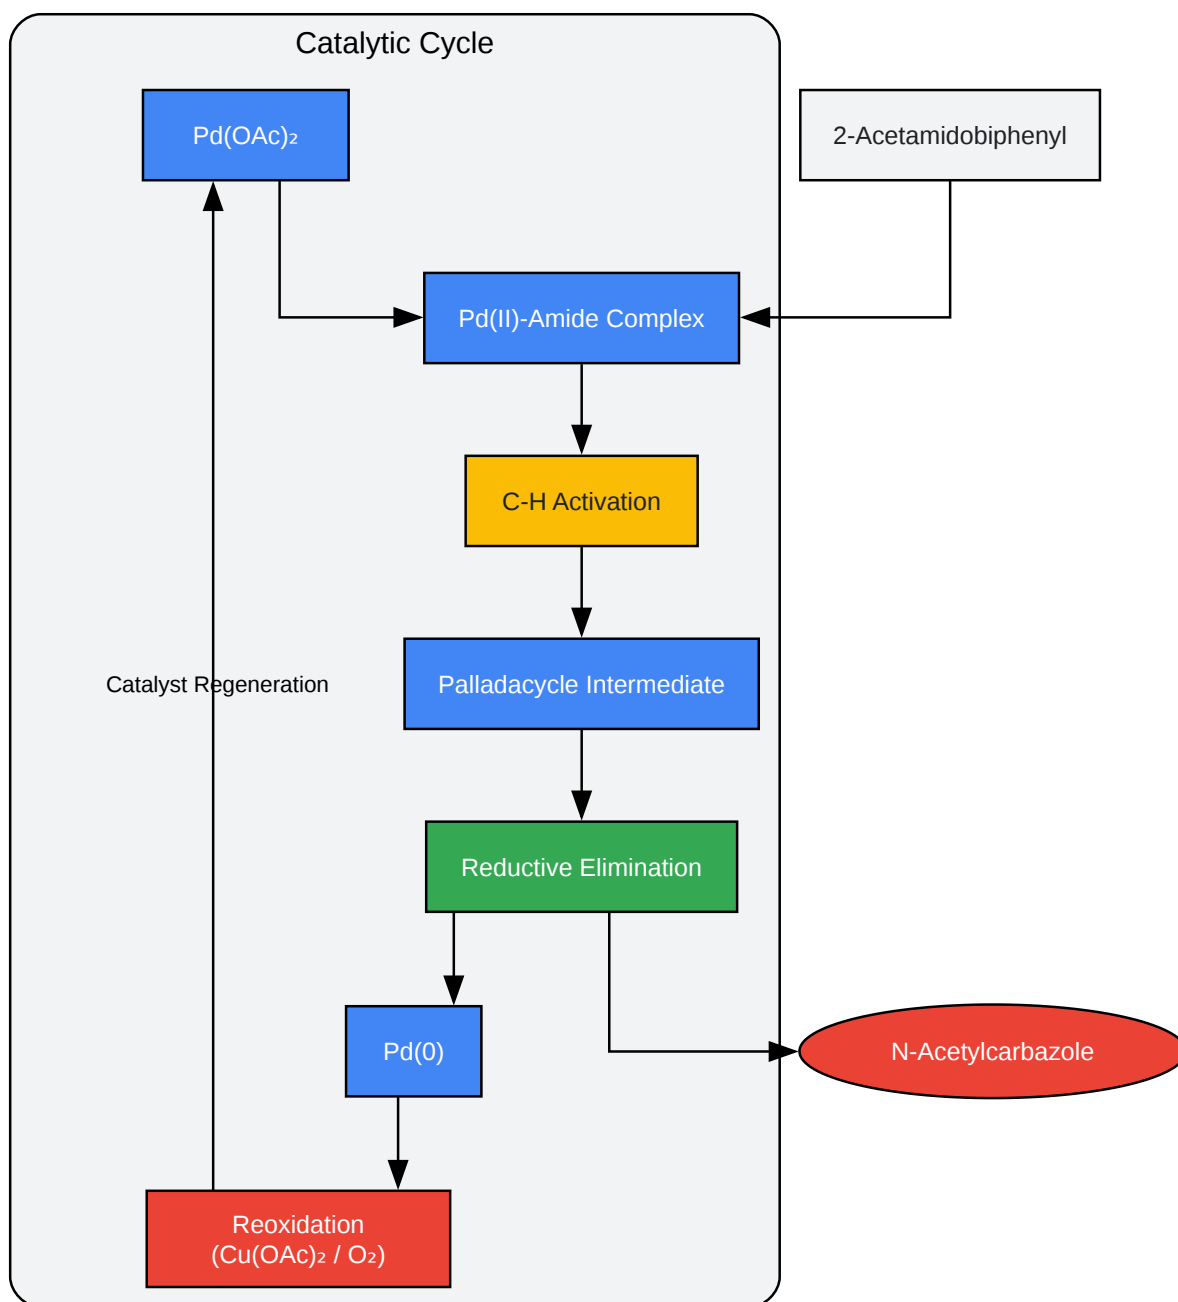 Catalytic Cycle
Pd(OAc)₂
2-Acetamidobiphenyl
Pd(II)-Amide Complex
C-H Activation
Palladacycle Intermediate
Catalyst Regeneration
Reductive Elimination
Pd(0)
N-Acetylcarbazole
Reoxidation
(Cu(OAc)₂ / O₂)